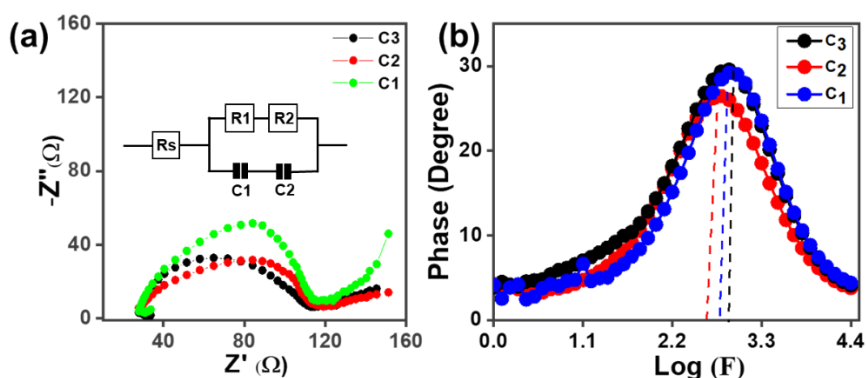 (a)
-Z''(Ω)
160
120
80
40
0
C3
C2
C1
Rs
R1
R2
C1
C2
40
80
120
160
Z' (Ω)
(b)
Phase (Degree)
30
20
10
0
C3
C2
C1
0.0
1.1
2.2
3.3
4.4
Log (F)